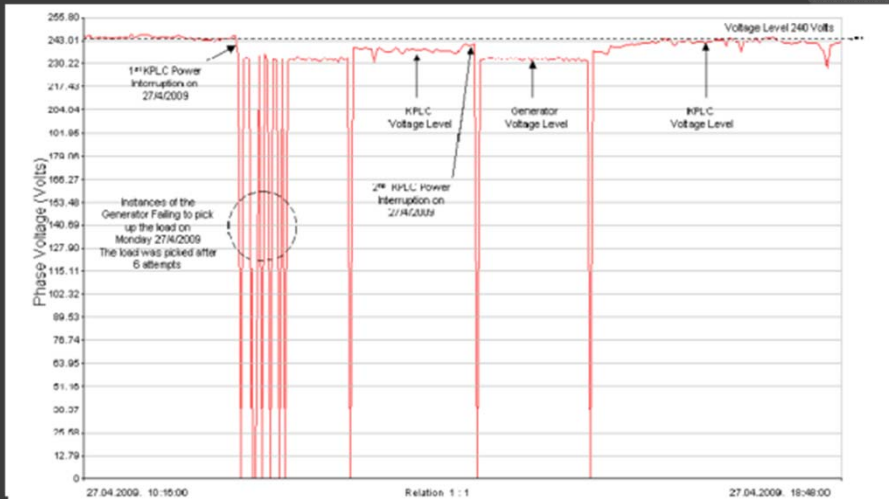 255.80
Voltage Level 240 Volts
243.01
230.22
1st KPLC Power
Interruption on
27/4/2009
217.43
204.64
KPLC
Voltage Level
Generator
Voltage Level
KPLC
Voltage Level
191.85
179.06
166.27
2nd KPLC Power
Interruption on
27/4/2009
153.48
Instances of the
Generator Failing to pick
up the load on
Monday 27/4/2009
The load was picked after
6 attempts
140.69
127.90
115.11
102.32
89.53
76.74
63.95
51.16
38.37
25.58
12.79
0
Phase Voltage (Volts)
27.04.2009. 10:16:00
Relation 1 : 1
27.04.2009. 18:48:00